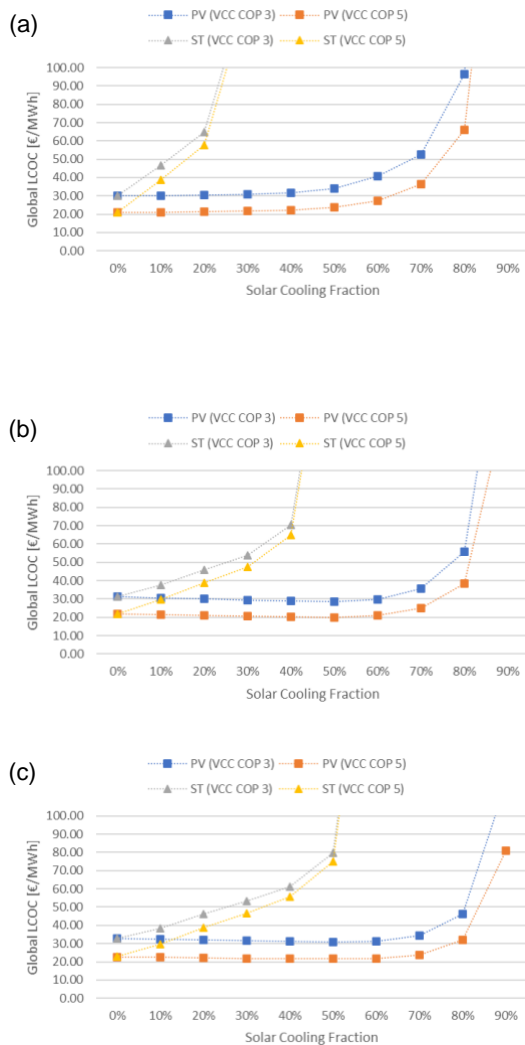 (a)
PV (VCC COP 3) PV (VCC COP 5)
ST (VCC COP 3) ST (VCC COP 5)
Global LCOC [€/MWh]
100.00
90.00
80.00
70.00
60.00
50.00
40.00
30.00
20.00
10.00
0.00
0% 10% 20% 30% 40% 50% 60% 70% 80% 90%
Solar Cooling Fraction
(b)
PV (VCC COP 3) PV (VCC COP 5)
ST (VCC COP 3) ST (VCC COP 5)
Global LCOC [€/MWh]
100.00
90.00
80.00
70.00
60.00
50.00
40.00
30.00
20.00
10.00
0.00
0% 10% 20% 30% 40% 50% 60% 70% 80% 90%
Solar Cooling Fraction
(c)
PV (VCC COP 3) PV (VCC COP 5)
ST (VCC COP 3) ST (VCC COP 5)
Global LCOC [€/MWh]
100.00
90.00
80.00
70.00
60.00
50.00
40.00
30.00
20.00
10.00
0.00
0% 10% 20% 30% 40% 50% 60% 70% 80% 90%
Solar Cooling Fraction